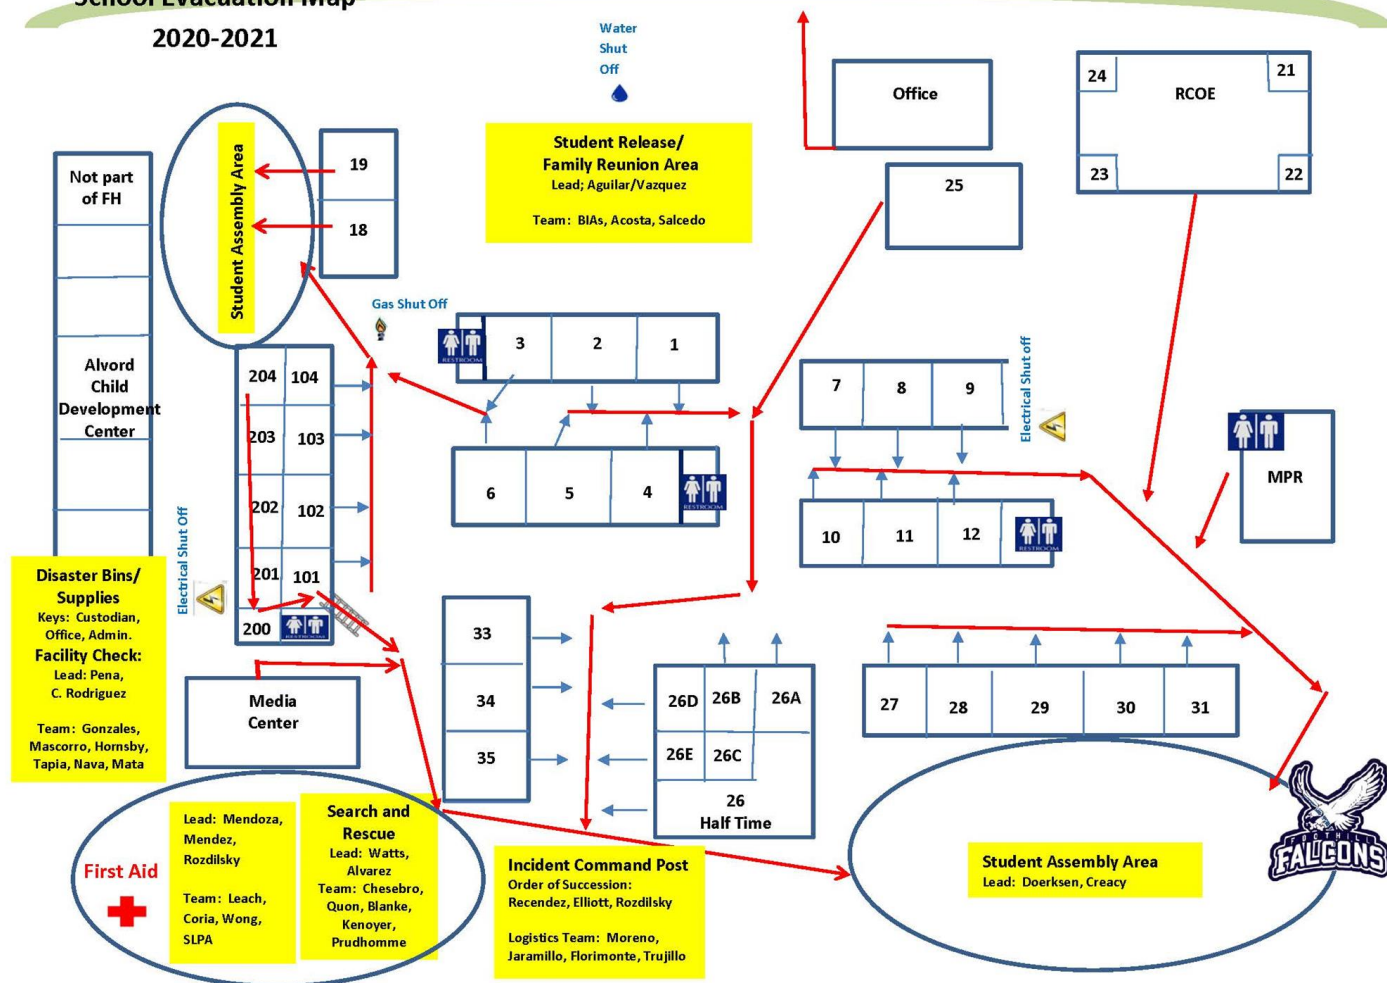 School Evacuation Map
2020-2021
Water
Shut
Off
Office
24
21
RCOE
23
22
Student Release/
Family Reunion Area
Lead; Aguilar/Vazquez
Team: BIAs, Acosta, Salcedo
25
Not part
of FH
Student Assembly Area
19
18
Gas Shut Off
RESTROOM
3
2
1
Alvord
Child
Development
Center
204
104
203
103
202
102
201
101
200
7
8
9
Electrical Shut off
MPR
6
5
4
RESTROOM
10
11
12
RESTROOM
Electrical Shut Off
Disaster Bins/
Supplies
Keys: Custodian,
Office, Admin.
Facility Check:
Lead: Pena,
C. Rodriguez
Team: Gonzales,
Mascorro, Hornsby,
Tapia, Nava, Mata
Media
Center
33
34
35
26D
26B
26A
26E
26C
26
Half Time
27
28
29
30
31
First Aid
Lead: Mendoza,
Mendez,
Rozdilsky
Team: Leach,
Coria, Wong,
SLPA
Search and
Rescue
Lead: Watts,
Alvarez
Team: Chesebro,
Quon, Blanke,
Kenoyer,
Prudhomme
Incident Command Post
Order of Succession:
Recendez, Elliott, Rozdilsky
Logistics Team: Moreno,
Jaramillo, Florimonte, Trujillo
Student Assembly Area
Lead: Doerksen, Creacy
FOOTHILL
FALCONS